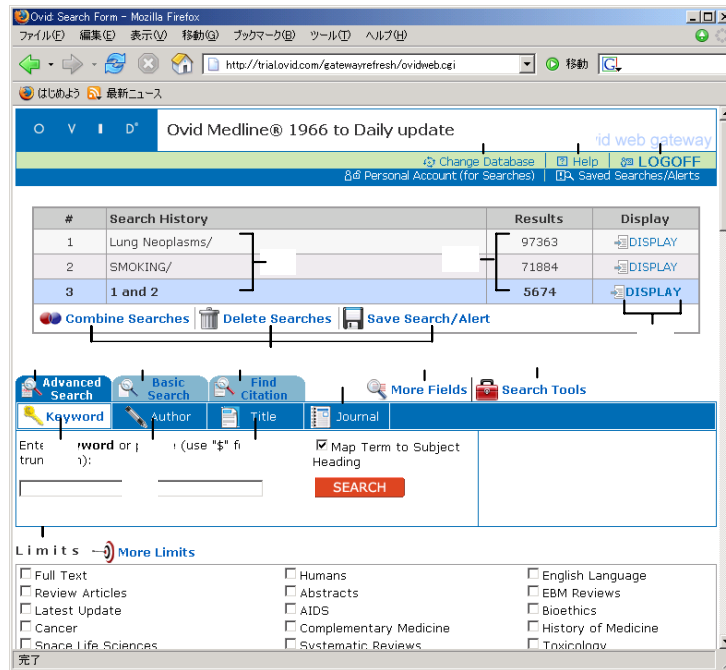 Ovid: Search Form - Mozilla Firefox
ファイル(F) 編集(E) 表示(V) 移動(G) ブックマーク(B) ツール(T) ヘルプ(H)
http://trial.ovid.com/gatewayrefresh/ovidweb.cgi 移動
はじめよう 最新ニュース
O V I D Ovid Medline® 1966 to Daily update
vid web gateway
Change Database Help LOGOFF
Personal Account (for Searches) Saved Searches/Alerts
# Search History Results Display
1 Lung Neoplasms/ 97363 DISPLAY
2 SMOKING/ 71884 DISPLAY
3 1 and 2 5674 DISPLAY
Combine Searches Delete Searches Save Search/Alert
Advanced Search Basic Search Find Citation More Fields Search Tools
Keyword Author Title Journal
Ente word or (use "$" f
trun n):
Map Term to Subject
Heading
SEARCH
Limits More Limits
Full Text Humans English Language
Review Articles Abstracts EBM Reviews
Latest Update AIDS Bioethics
Cancer Complementary Medicine History of Medicine
Space Life Sciences Systematic Reviews Toxicology
完了